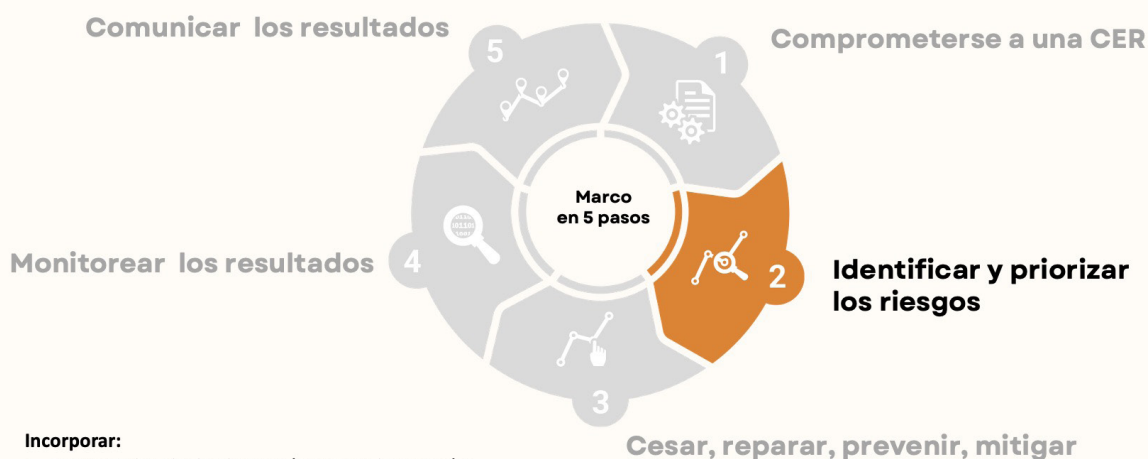 Comunicar los resultados
5
1
Comprometerse a una CER
Marco
en 5 pasos
4
Monitorear los resultados
2
Identificar y priorizar
los riesgos
3
Incorporar:
Cesar, reparar, prevenir, mitigar